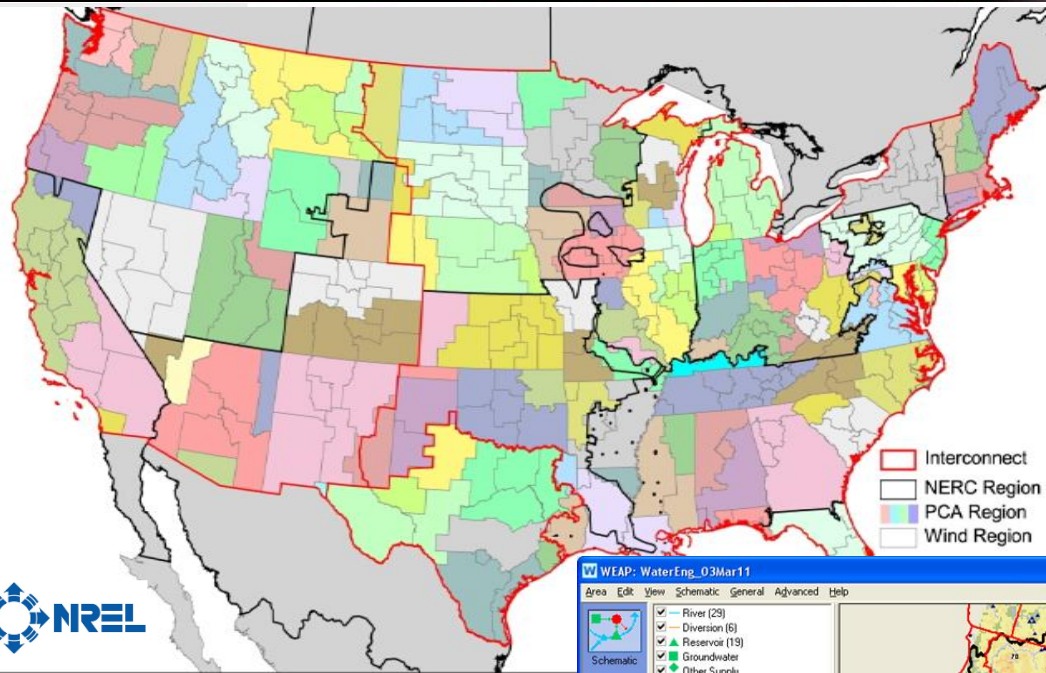 Interconnect
NERC Region
PCA Region
Wind Region
NREL
W WEAP: WaterEng_03Mar11
Area Edit View Schematic General Advanced Help
River (29)
Diversion (6)
Reservoir (19)
Groundwater
Other Supply
Schematic
78